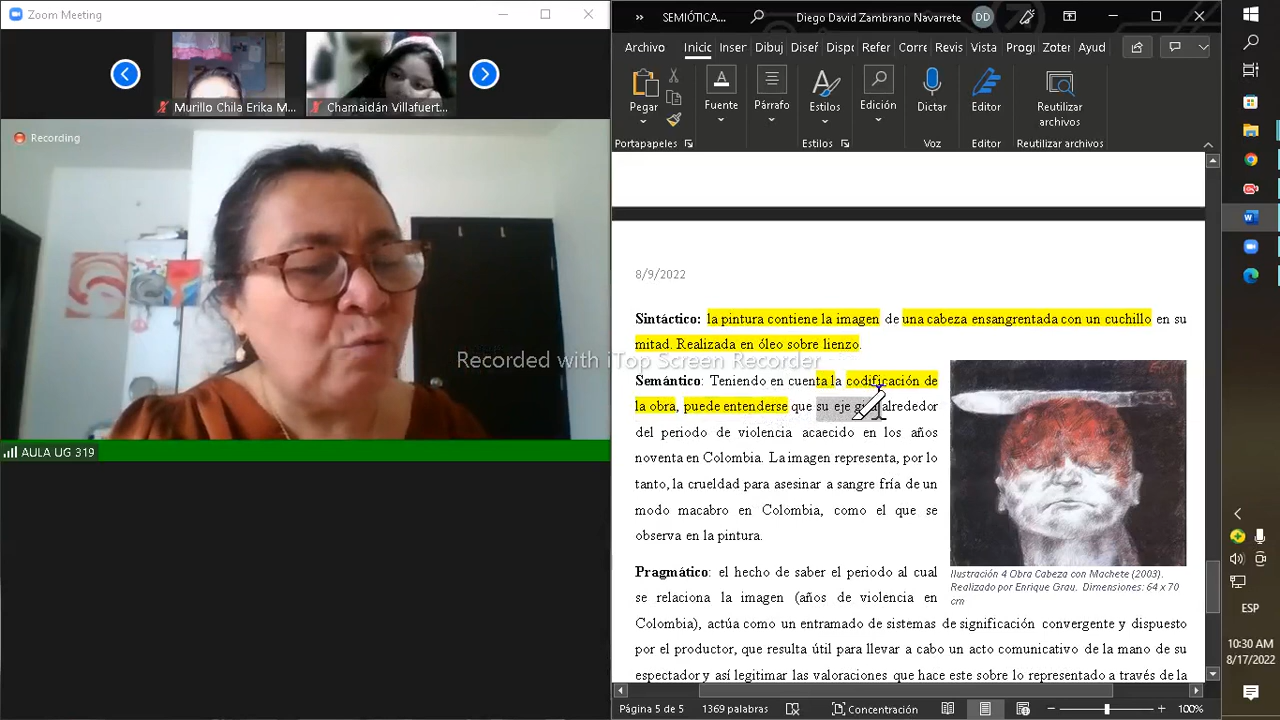 Zoom Meeting
Murillo Chila Erika M...
Chamaidán Villafuert...
Recording
AULA UG 319
Recorded with iTop Screen Recorder
» SEMIÓTICA... Diego David Zambrano Navarrete DD
Archivo Inicio Inser Dibuj Diseñ Dispo Refer Corre Revis Vista Progr Zoter Ayud
Pegar
Fuente
Párrafo
Estilos
Edición
Dictar
Editor
Reutilizar
archivos
Portapapeles Estilos Voz Editor Reutilizar archivos
8/9/2022
Sintáctico: la pintura contiene la imagen de una cabeza ensangrentada con un cuchillo en su
mitad. Realizada en óleo sobre lienzo.
Semántico: Teniendo en cuenta la codificación de
la obra, puede entenderse que su eje gira alrededor
del periodo de violencia acaecido en los años
noventa en Colombia. La imagen representa, por lo
tanto, la crueldad para asesinar a sangre fría de un
modo macabro en Colombia, como el que se
observa en la pintura.
Ilustración 4 Obra Cabeza con Machete (2003).
Realizado por Enrique Grau. Dimensiones: 64 x 70
cm
Pragmático: el hecho de saber el periodo al cual
se relaciona la imagen (años de violencia en
Colombia), actúa como un entramado de sistemas de significación convergente y dispuesto
por el productor, que resulta útil para llevar a cabo un acto comunicativo de la mano de su
espectador y así legitimar las valoraciones que hace este sobre lo representado a través de la
Página 5 de 5 1369 palabras Concentración 100%
ESP
10:30 AM
8/17/2022